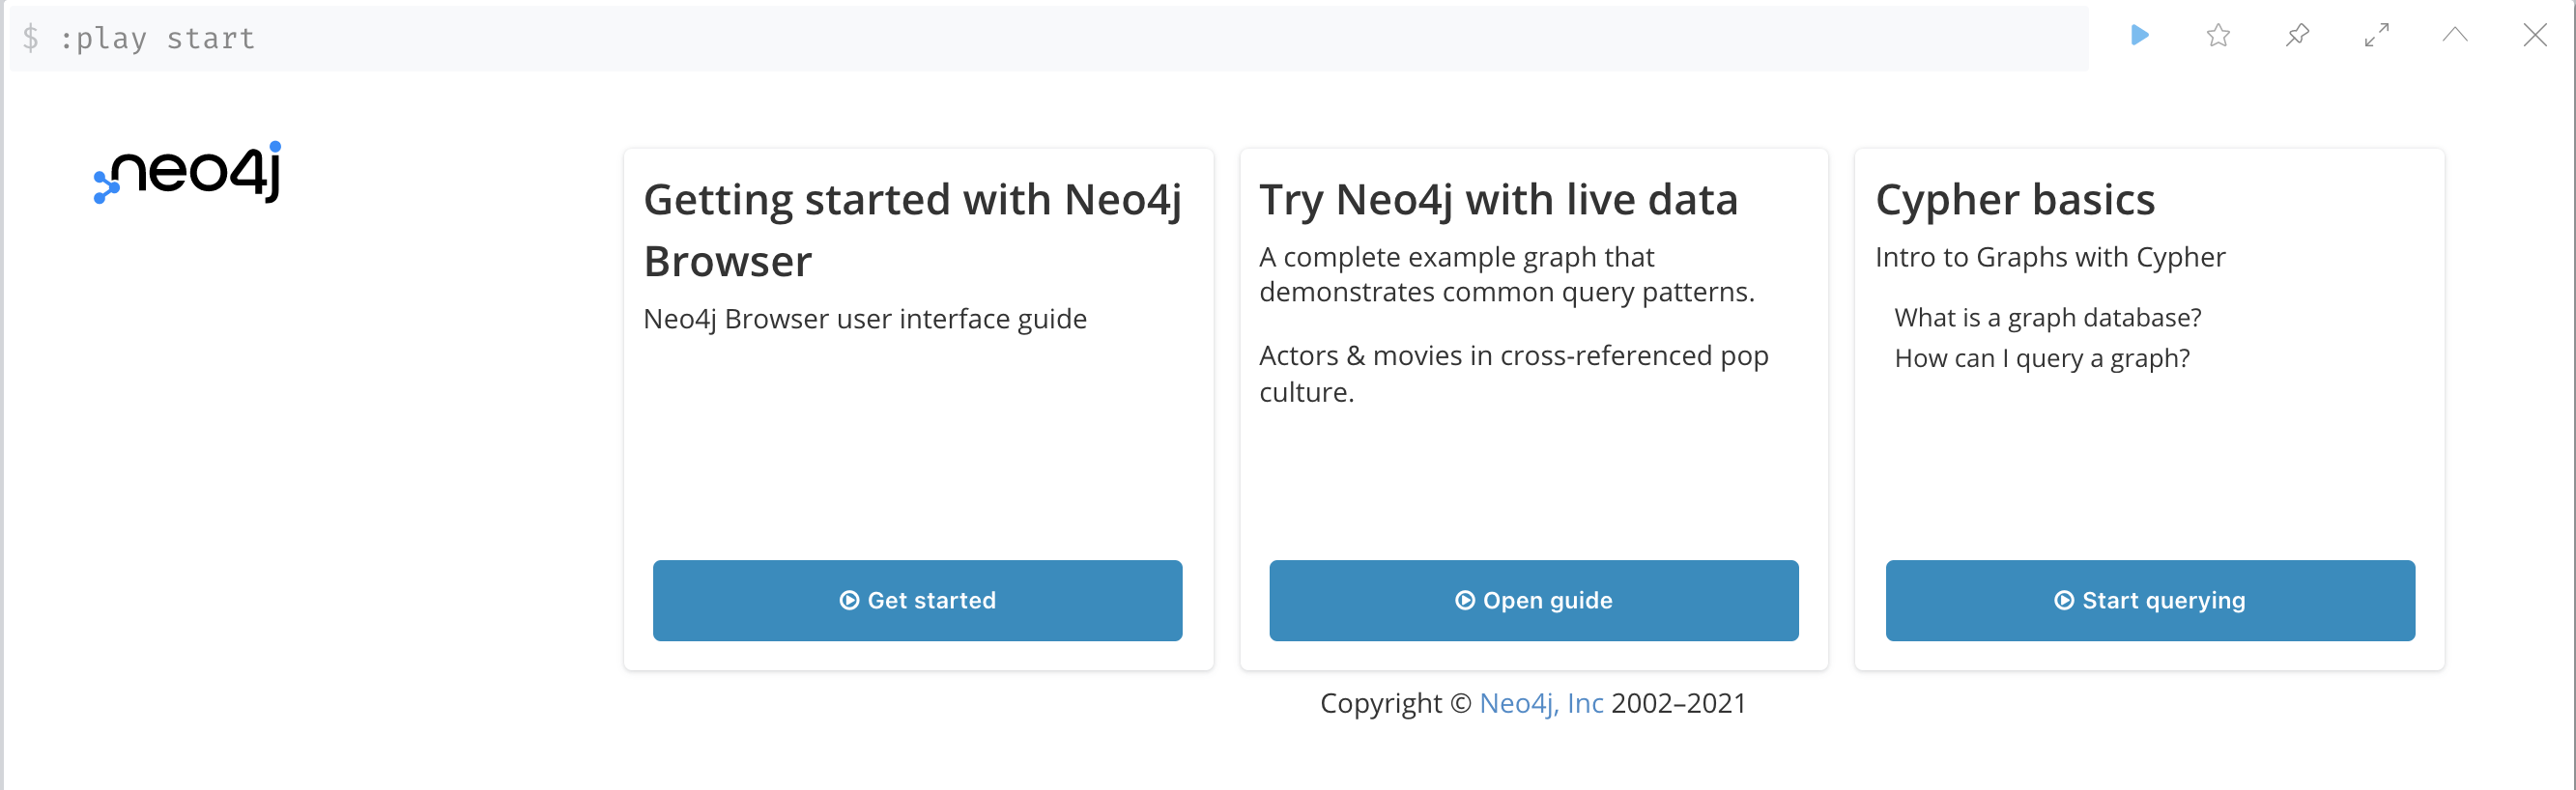 $ :play start
neo4j
Getting started with Neo4j
Browser
Neo4j Browser user interface guide
Get started
Try Neo4j with live data
A complete example graph that
demonstrates common query patterns.
Actors & movies in cross-referenced pop
culture.
Open guide
Cypher basics
Intro to Graphs with Cypher
What is a graph database?
How can I query a graph?
Start querying
Copyright © Neo4j, Inc 2002–2021